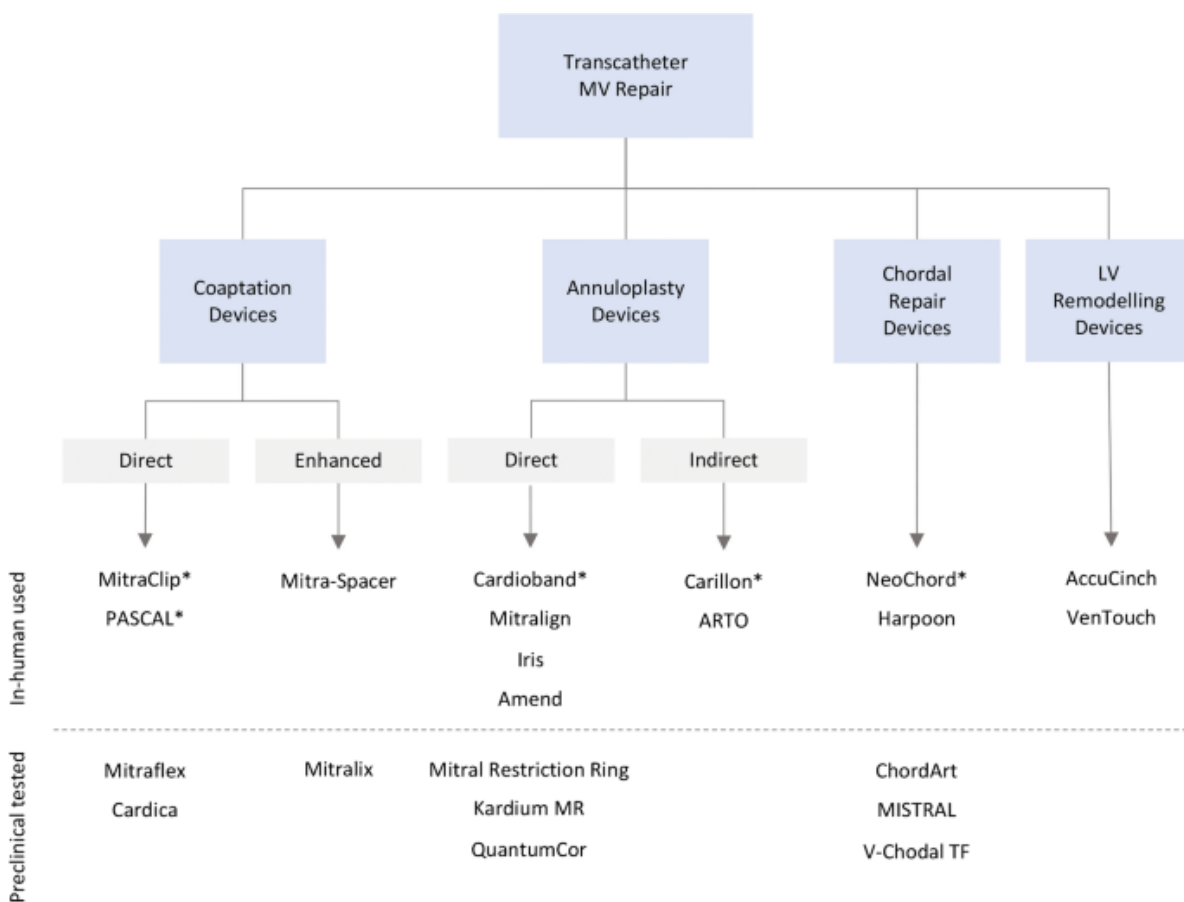 Transcatheter
MV Repair
Coaptation
Devices
Annuloplasty
Devices
Chordal
Repair
Devices
LV
Remodelling
Devices
Direct
Enhanced
Direct
Indirect
In-human used
MitraClip*
PASCAL*
Mitra-Spacer
Cardioband*
Mitralign
Iris
Amend
Carillon*
ARTO
NeoChord*
Harpoon
AccuCinch
VenTouch
Preclinical tested
Mitraflex
Cardica
Mitralix
Mitral Restriction Ring
Kardium MR
QuantumCor
ChordArt
MISTRAL
V-Chodal TF